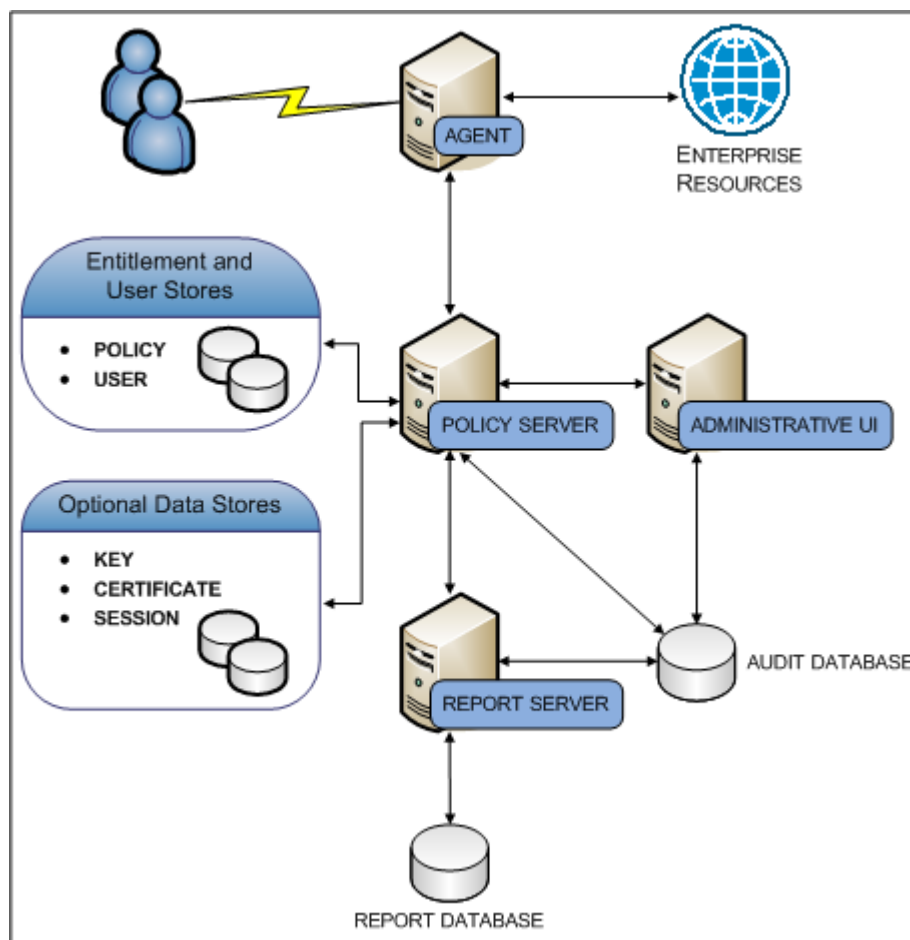 AGENT
ENTERPRISE
RESOURCES
Entitlement and
User Stores
• POLICY
• USER
POLICY SERVER
ADMINISTRATIVE UI
Optional Data Stores
• KEY
• CERTIFICATE
• SESSION
AUDIT DATABASE
REPORT SERVER
REPORT DATABASE